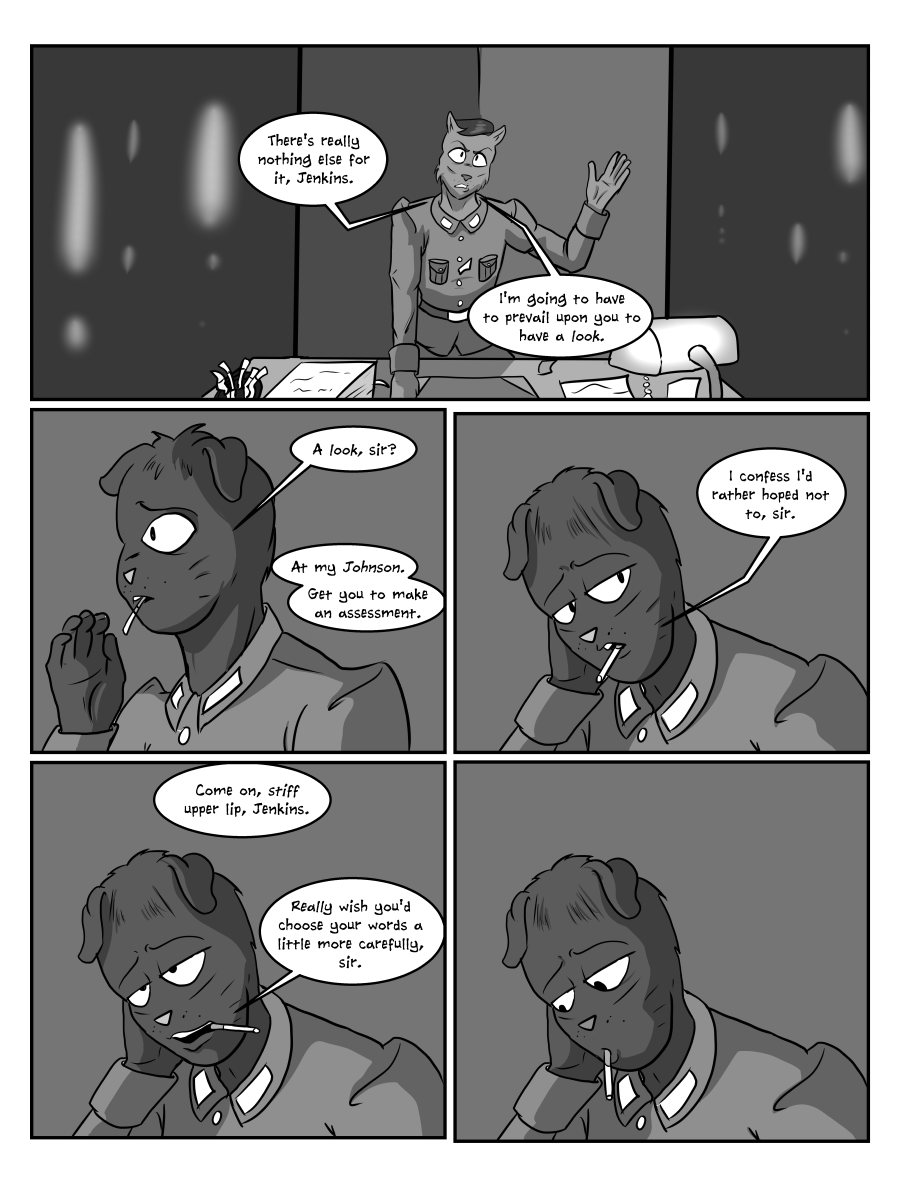 There's really
nothing else for
it, Jenkins.
I'm going to have
to prevail upon you to
have a look.
A look, sir?
At my Johnson.
Get you to make
an assessment.
I confess I'd
rather hoped not
to, sir.
Come on, stiff
upper lip, Jenkins.
Really wish you'd
choose your words a
little more carefully,
sir.